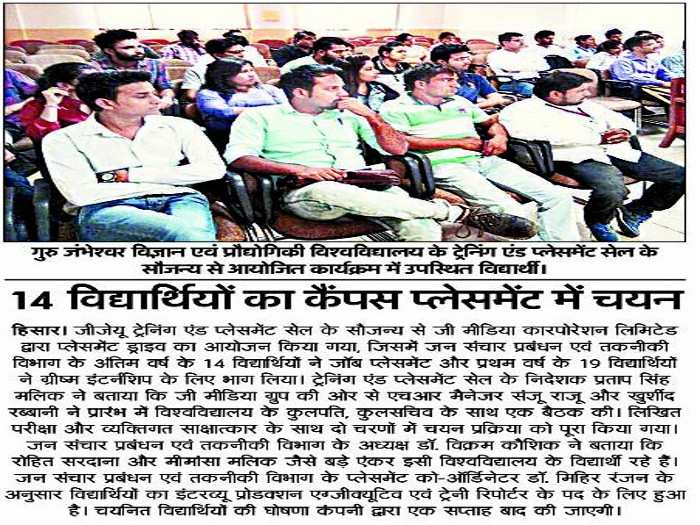 गुरु जंभेश्वर विज्ञान एवं प्रौद्योगिकी विश्वविद्यालय के ट्रेनिंग एंड प्लेसमेंट सेल के
सौजन्य से आयोजित कार्यक्रम में उपस्थित विद्यार्थी।
14 विद्यार्थियों का कैंपस प्लेसमेंट में चयन
हिसार। जीजेयू ट्रेनिंग एंड प्लेसमेंट सेल के सौजन्य से जी मीडिया कारपोरेशन लिमिटेड
द्वारा प्लेसमेंट ड्राइव का आयोजन किया गया, जिसमें जन संचार प्रबंधन एवं तकनीकी
विभाग के अंतिम वर्ष के 14 विद्यार्थियों ने जॉब प्लेसमेंट और प्रथम वर्ष के 19 विद्यार्थियों
ने ग्रीष्म इंटर्नशिप के लिए भाग लिया। ट्रेनिंग एंड प्लेसमेंट सेल के निदेशक प्रताप सिंह
मलिक ने बताया कि जी मीडिया ग्रुप की ओर से एचआर मैनेजर संजू राजू और खुर्शीद
रब्बानी ने प्रारंभ में विश्वविद्यालय के कुलपति, कुलसचिव के साथ एक बैठक की। लिखित
परीक्षा और व्यक्तिगत साक्षात्कार के साथ दो चरणों में चयन प्रक्रिया को पूरा किया गया।
जन संचार प्रबंधन एवं तकनीकी विभाग के अध्यक्ष डॉ. विक्रम कौशिक ने बताया कि
रोहित सरदाना और मीमांसा मलिक जैसे बड़े एंकर इसी विश्वविद्यालय के विद्यार्थी रहे हैं।
जन संचार प्रबंधन एवं तकनीकी विभाग के प्लेसमेंट को-ऑर्डिनेटर डॉ. मिहिर रंजन के
अनुसार विद्यार्थियों का इंटरव्यू प्रोडक्शन एग्जीक्यूटिव एवं ट्रेनी रिपोर्टर के पद के लिए हुआ
है। चयनित विद्यार्थियों की घोषणा कंपनी द्वारा एक सप्ताह बाद की जाएगी।